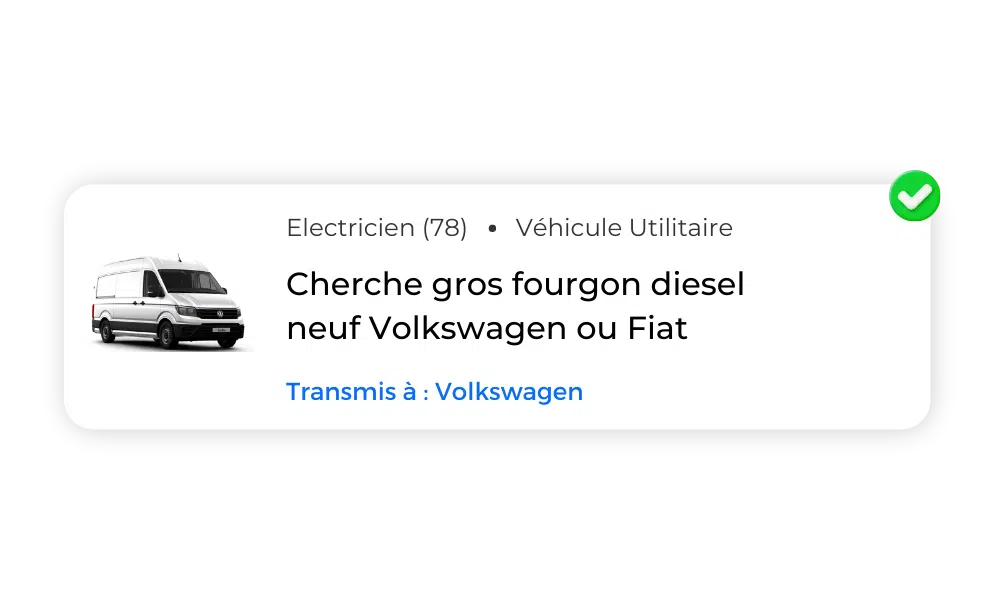 Electricien (78) • Véhicule Utilitaire
Cherche gros fourgon diesel
neuf Volkswagen ou Fiat
Transmis à : Volkswagen